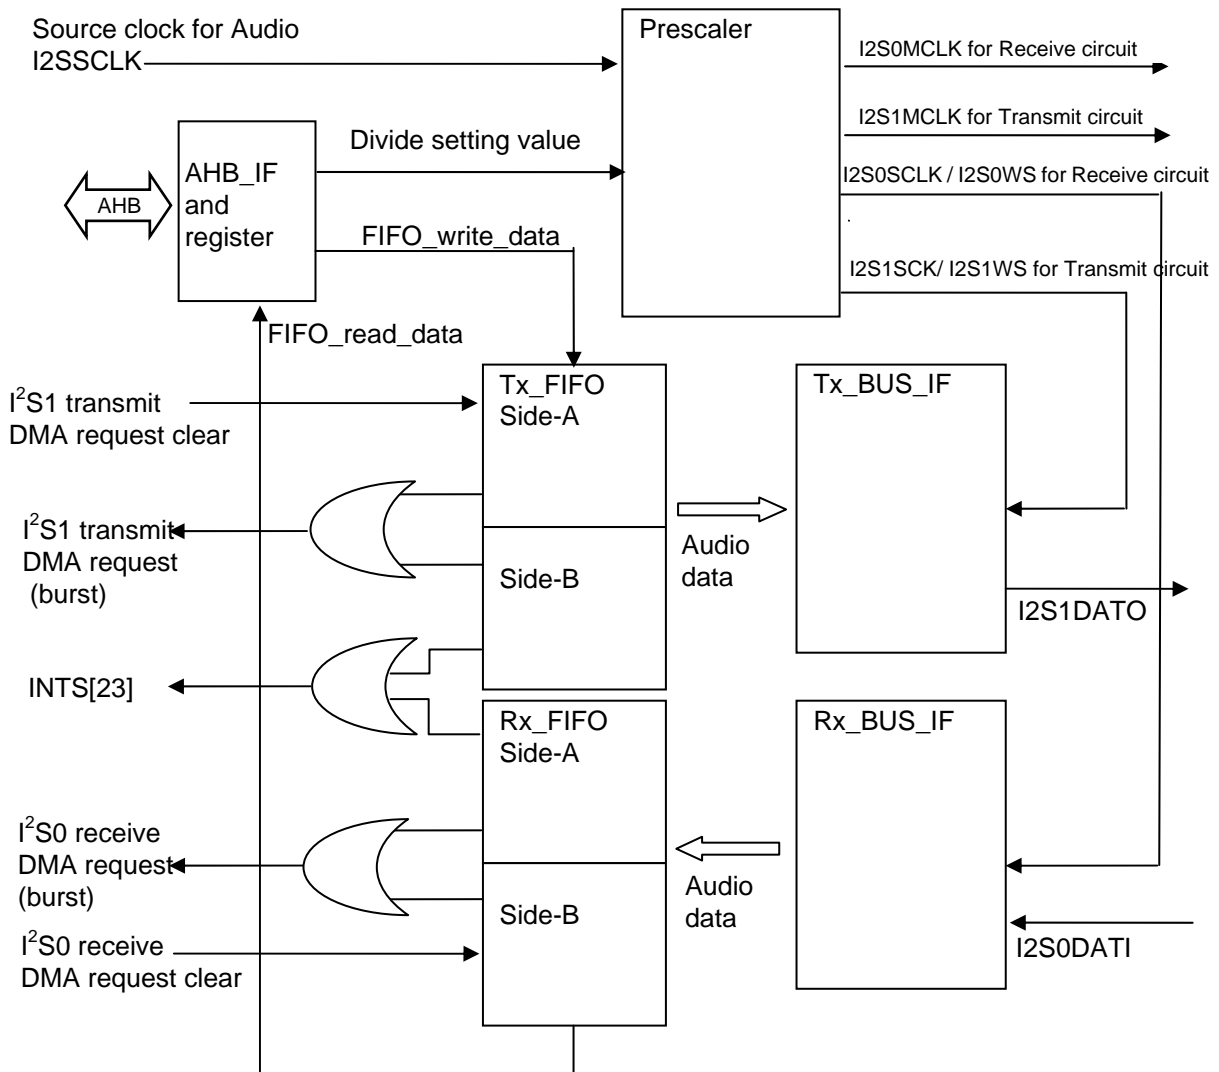 Source clock for Audio
I2SSCLK
Prescaler
I2S0MCLK for Receive circuit
I2S1MCLK for Transmit circuit
Divide setting value
AHB_IF
and
register
AHB
I2S0SCLK / I2S0WS for Receive circuit
.
FIFO_write_data
I2S1SCK/ I2S1WS for Transmit circuit
FIFO_read_data
I²S1 transmit
DMA request clear
Tx_FIFO
Side-A
Tx_BUS_IF
I²S1 transmit
DMA request
(burst)
Audio
data
Side-B
I2S1DATO
INTS[23]
Rx_FIFO
Side-A
Rx_BUS_IF
I²S0 receive
DMA request
(burst)
Audio
data
Side-B
I²S0 receive
DMA request clear
I2S0DATI